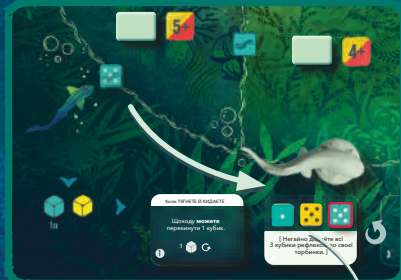 5+
4+
Коли ТЯГНЕТЕ Й КИДАЄТЕ
Щоходу можете
перекинути 1 кубик.
1
[ Негайно додайте всі
3 кубики рефлексів до своєї
торбинки. ]